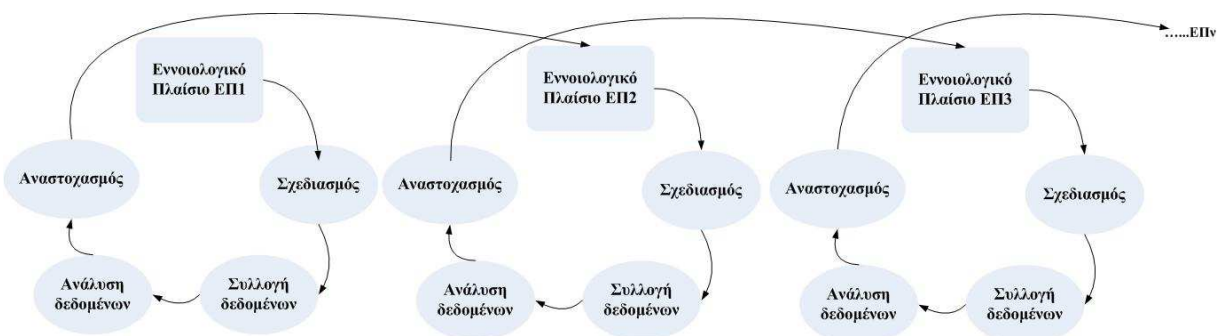 Εννοιολογικό
Πλαίσιο ΕΠ1
Σχεδιασμός
Συλλογή
δεδομένων
Ανάλυση
δεδομένων
Αναστοχασμός
Εννοιολογικό
Πλαίσιο ΕΠ2
Σχεδιασμός
Συλλογή
δεδομένων
Ανάλυση
δεδομένων
Αναστοχασμός
Εννοιολογικό
Πλαίσιο ΕΠ3
Σχεδιασμός
Συλλογή
δεδομένων
Ανάλυση
δεδομένων
Αναστοχασμός
…...ΕΠν